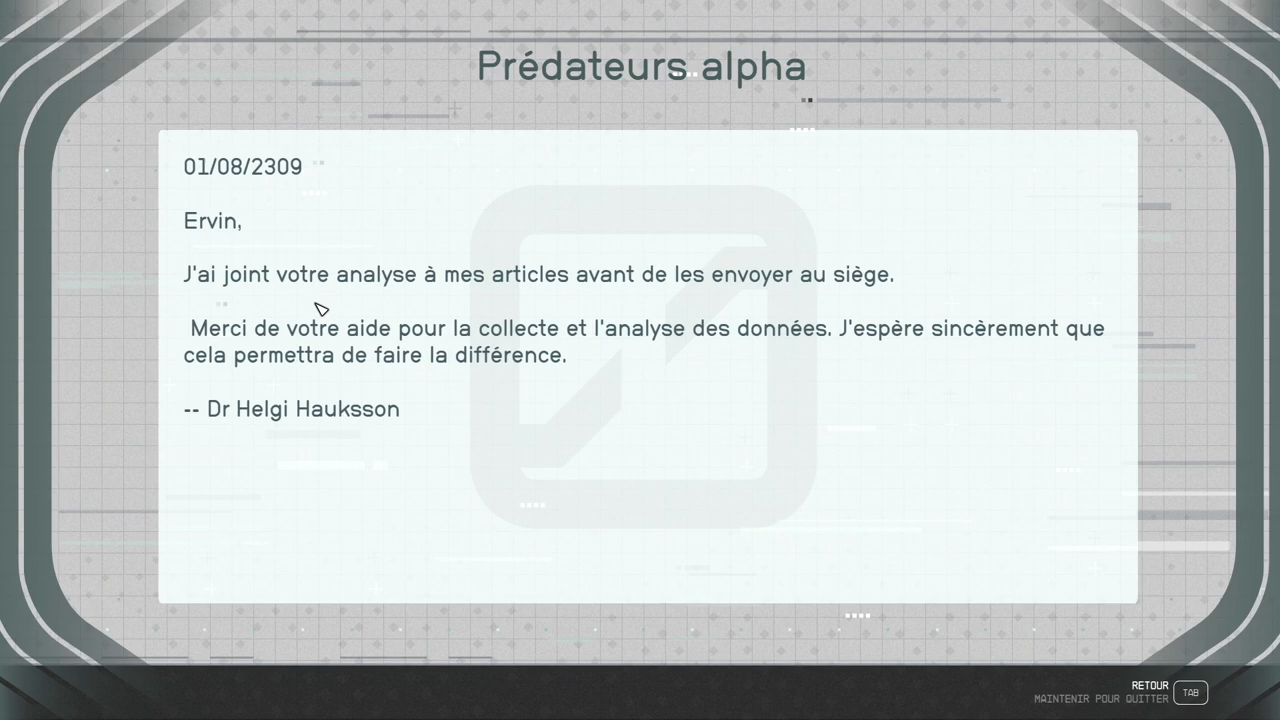 Prédateurs alpha
01/08/2309
Ervin,
J'ai joint votre analyse à mes articles avant de les envoyer au siège.
Merci de votre aide pour la collecte et l'analyse des données. J'espère sincèrement que
cela permettra de faire la différence.
-- Dr Helgi Hauksson
RETOUR
MAINTENIR POUR QUITTER
TAB